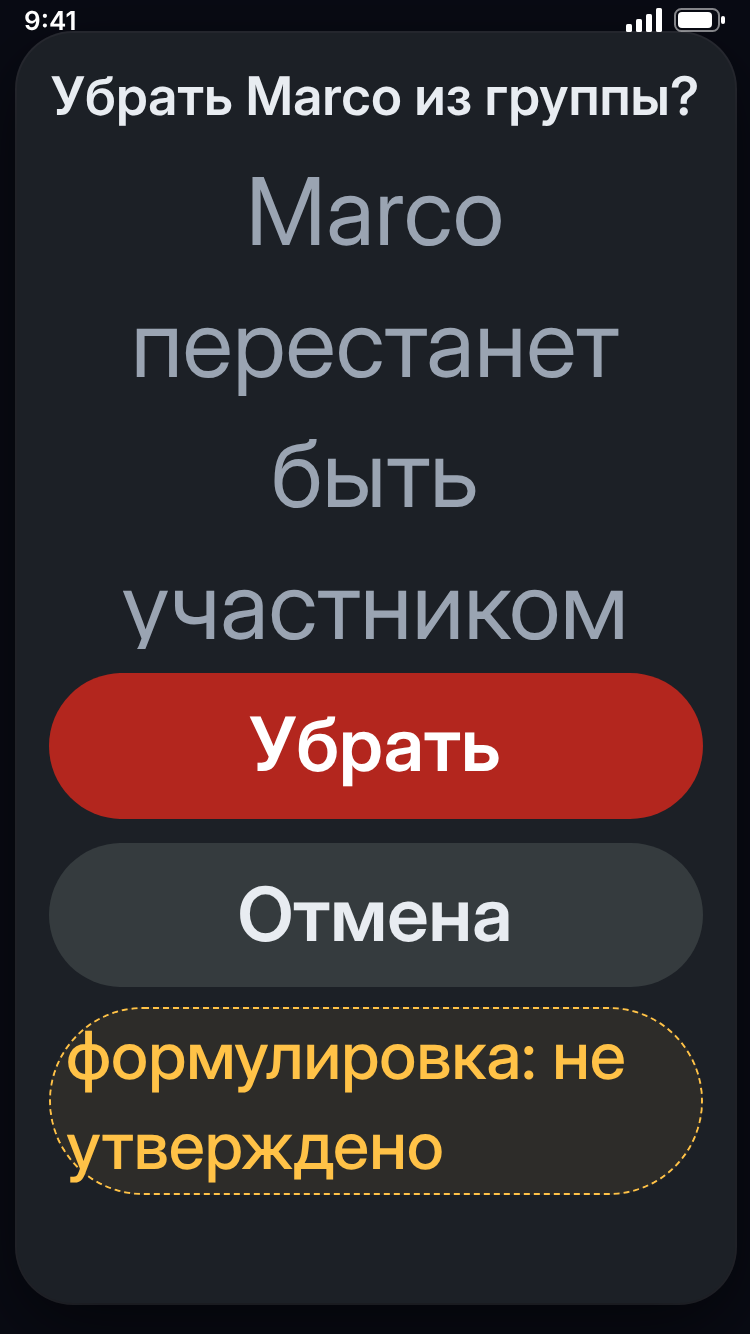 9:41
Убрать Marco из группы?
Marco
перестанет
быть
участником
Убрать
Отмена
формулировка: не
утверждено